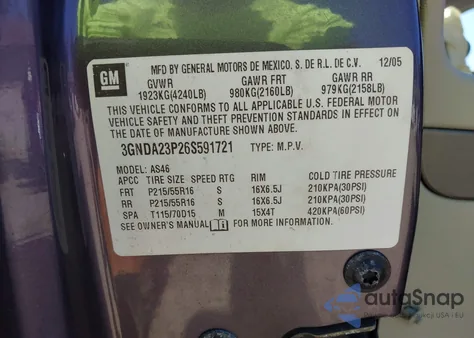 GM
MFD BY GENERAL MOTORS DE MEXICO. S. DE R.L. DE C.V. 12/05
GVWR GAWR FRT GAWR RR
1923KG(4240LB) 980KG(2160LB) 979KG(2158LB)
THIS VEHICLE CONFORMS TO ALL APPLICABLE U.S. FEDERAL MOTOR
VEHICLE SAFETY AND THEFT PREVENTION STANDARDS IN EFFECT ON
THE DATE OF MANUFACTURE SHOWN ABOVE.
3GNDA23P26S591721 TYPE: M.P.V.
MODEL: AS46
APCC TIRE SIZE SPEED RTG RIM COLD TIRE PRESSURE
FRT P215/55R16 S 16X6.5J 210KPA(30PSI)
RR P215/55R16 S 16X6.5J 210KPA(30PSI)
SPA T115/70D15 M 15X4T 420KPA(60PSI)
SEE OWNER'S MANUAL FOR MORE INFORMATION
autoSnap
USA i EU